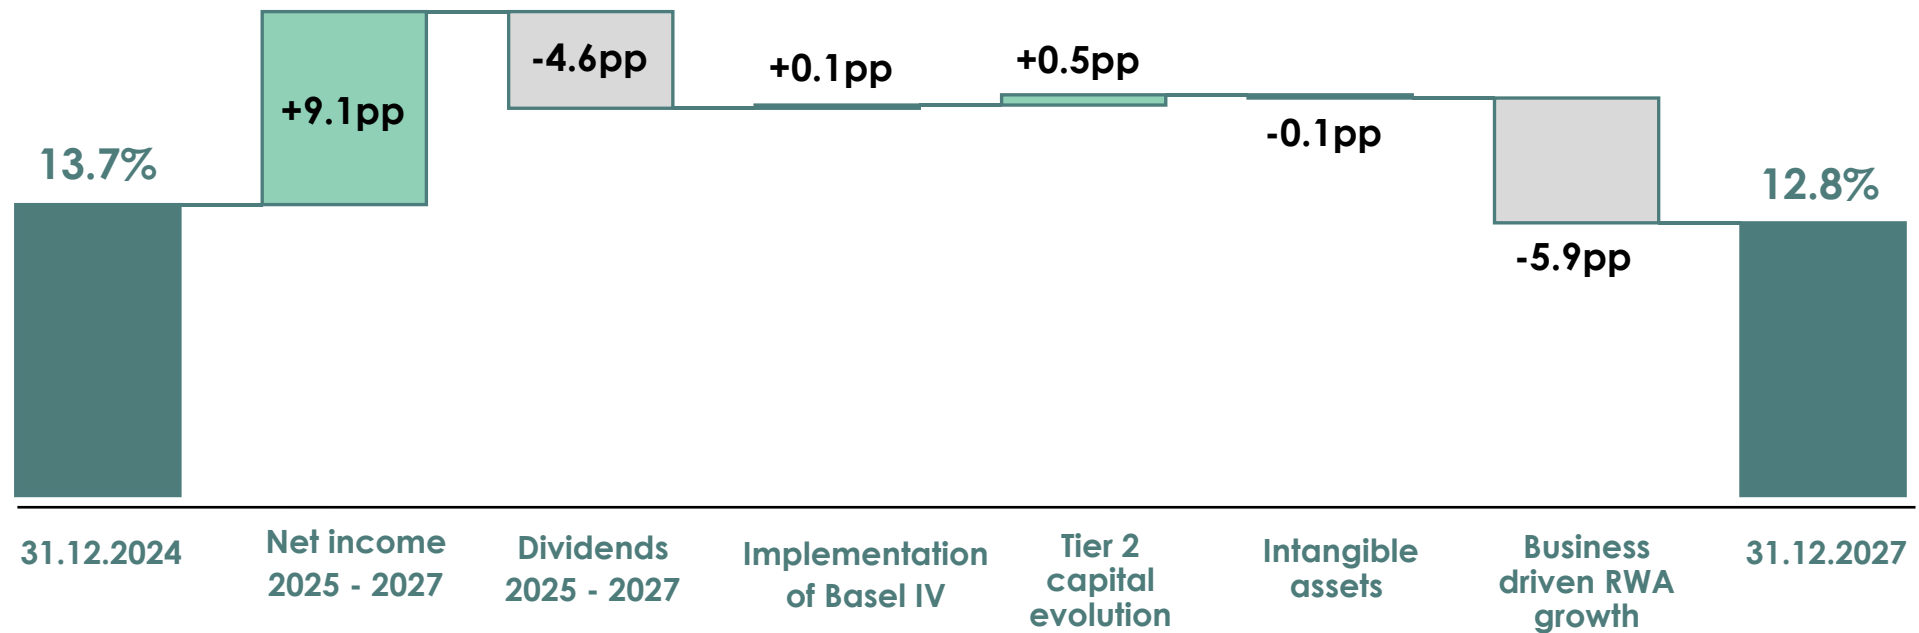 13.7%
+9.1pp
-4.6pp
+0.1pp
+0.5pp
-0.1pp
-5.9pp
12.8%
31.12.2024
Net income
2025 - 2027
Dividends
2025 - 2027
Implementation
of Basel IV
Tier 2
capital
evolution
Intangible
assets
Business
driven RWA
growth
31.12.2027